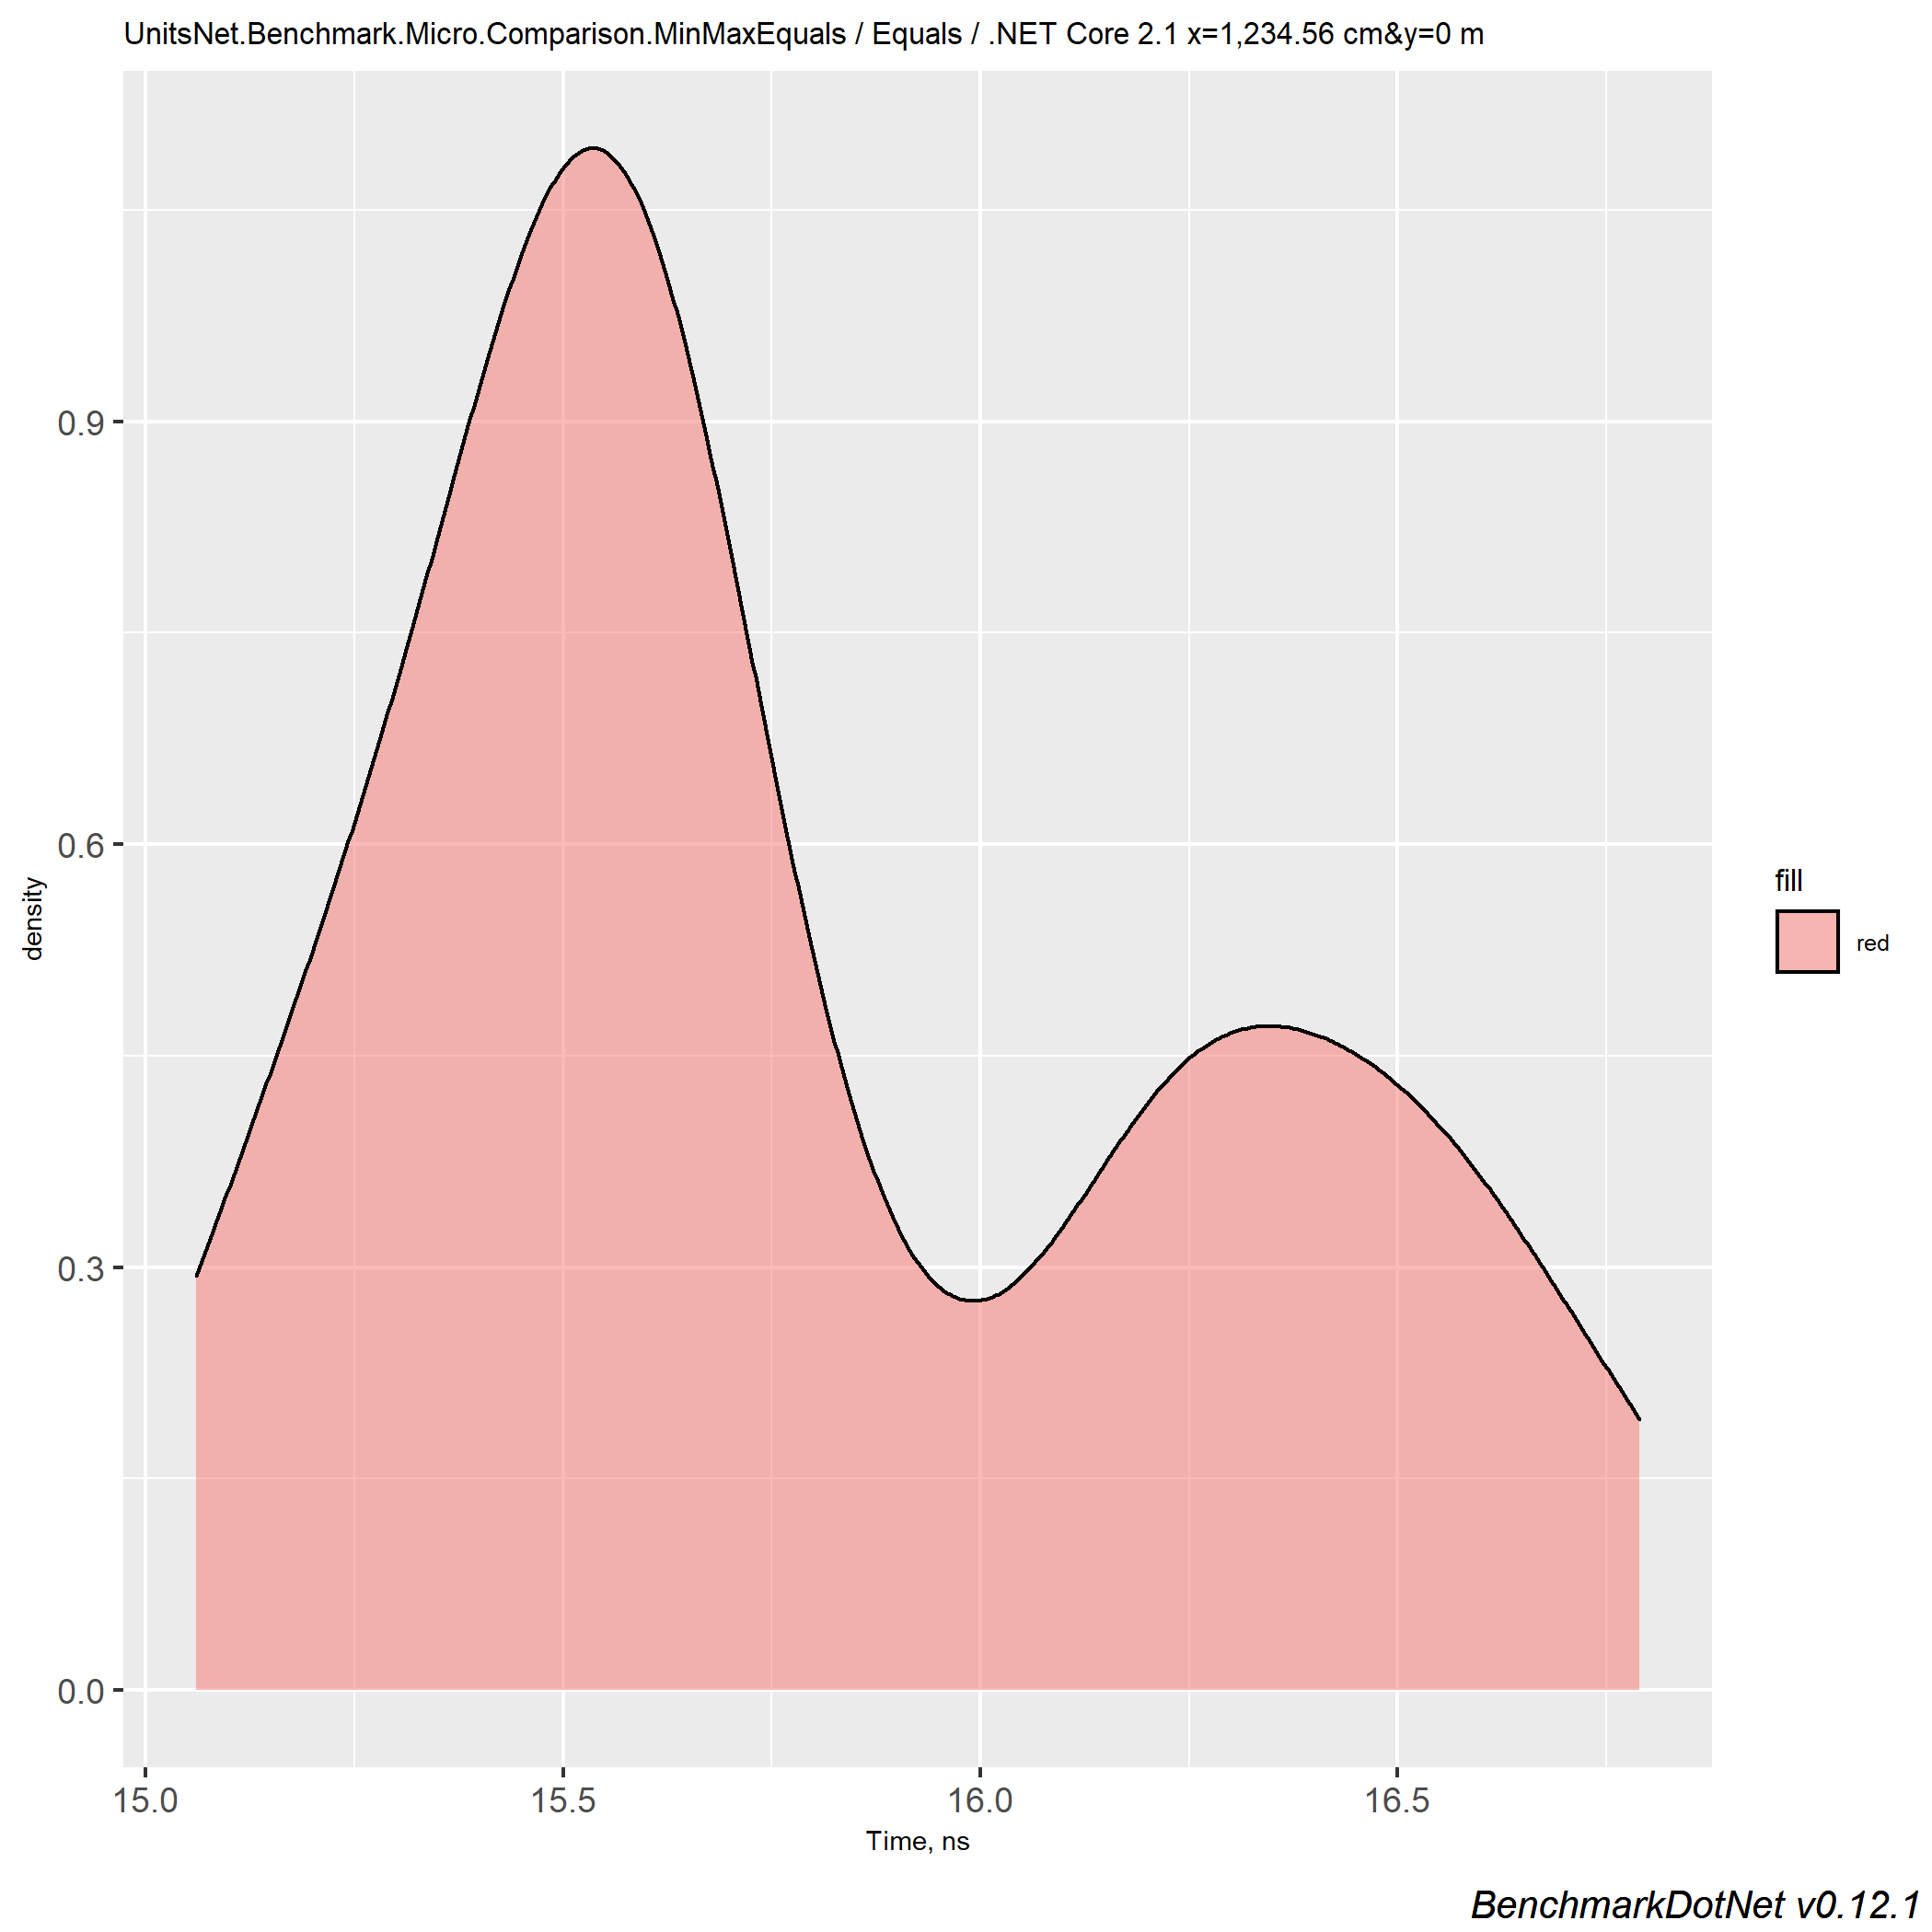 UnitsNet.Benchmark.Micro.Comparison.MinMaxEquals / Equals / .NET Core 2.1 x=1,234.56 cm&y=0 m
0.9
0.6
0.3
0.0
density
15.0 15.5 16.0 16.5
Time, ns
fill
red
BenchmarkDotNet v0.12.1